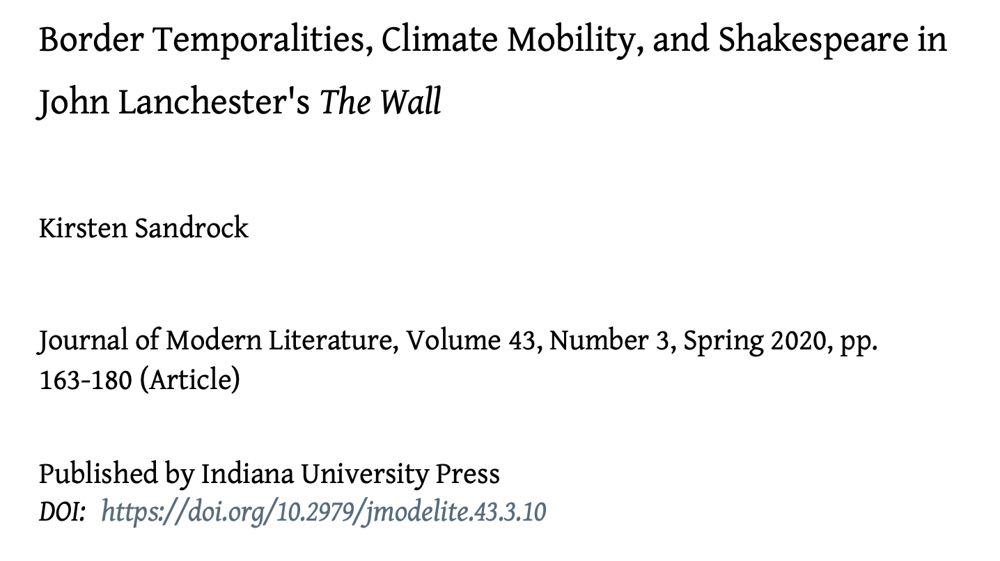 Border Temporalities, Climate Mobility, and Shakespeare in
John Lanchester's The Wall
Kirsten Sandrock
Journal of Modern Literature, Volume 43, Number 3, Spring 2020, pp.
163-180 (Article)
Published by Indiana University Press
DOI: https://doi.org/10.2979/jmodelite.43.3.10